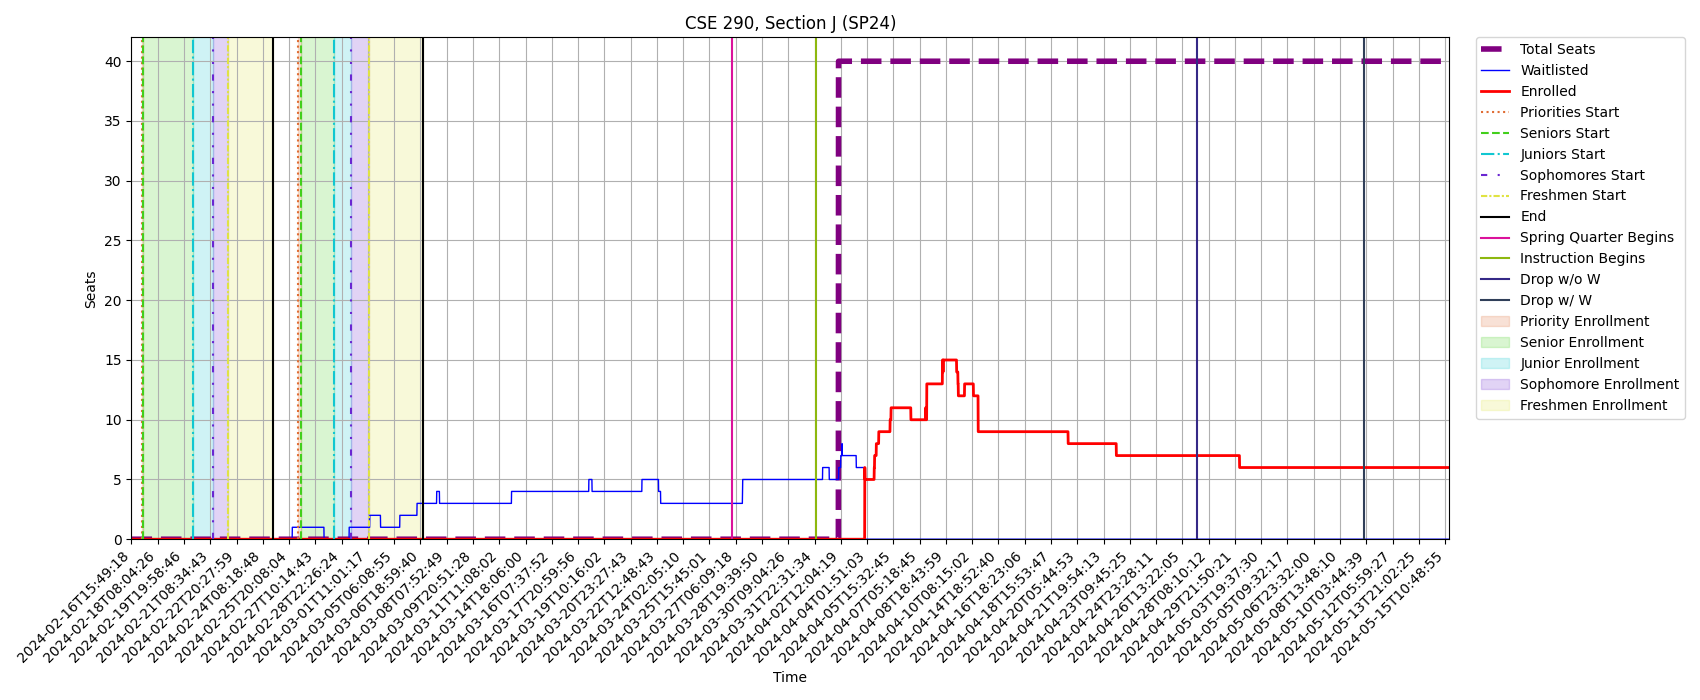 CSE 290, Section J (SP24)
Seats
40
35
30
25
20
15
10
5
0
2024-02-16T15:49:18
2024-02-18T08:04:26
2024-02-19T19:58:46
2024-02-21T08:34:43
2024-02-22T20:27:59
2024-02-24T08:18:48
2024-02-25T20:08:04
2024-02-27T10:14:43
2024-02-28T22:26:24
2024-03-01T11:01:17
2024-03-05T06:08:55
2024-03-06T18:59:40
2024-03-08T07:52:49
2024-03-09T20:51:28
2024-03-11T11:08:02
2024-03-14T18:06:00
2024-03-16T07:37:52
2024-03-17T20:59:56
2024-03-19T10:16:02
2024-03-20T23:27:43
2024-03-22T12:48:43
2024-03-24T02:05:10
2024-03-25T15:45:01
2024-03-27T06:09:18
2024-03-28T19:39:50
2024-03-30T09:04:26
2024-03-31T22:31:34
2024-04-02T12:04:19
2024-04-04T01:51:03
2024-04-05T15:32:45
2024-04-07T05:18:45
2024-04-08T18:43:59
2024-04-10T08:15:02
2024-04-14T18:52:40
2024-04-16T18:23:06
2024-04-18T15:53:47
2024-04-20T05:44:53
2024-04-21T19:54:13
2024-04-23T09:45:25
2024-04-24T23:28:11
2024-04-26T13:22:05
2024-04-28T08:10:12
2024-04-29T21:50:21
2024-05-03T19:37:30
2024-05-05T09:32:17
2024-05-06T23:32:00
2024-05-08T13:48:10
2024-05-10T03:44:39
2024-05-12T05:59:27
2024-05-13T21:02:25
2024-05-15T10:48:55
Time
Total Seats
Waitlisted
Enrolled
Priorities Start
Seniors Start
Juniors Start
Sophomores Start
Freshmen Start
End
Spring Quarter Begins
Instruction Begins
Drop w/o W
Drop w/ W
Priority Enrollment
Senior Enrollment
Junior Enrollment
Sophomore Enrollment
Freshmen Enrollment